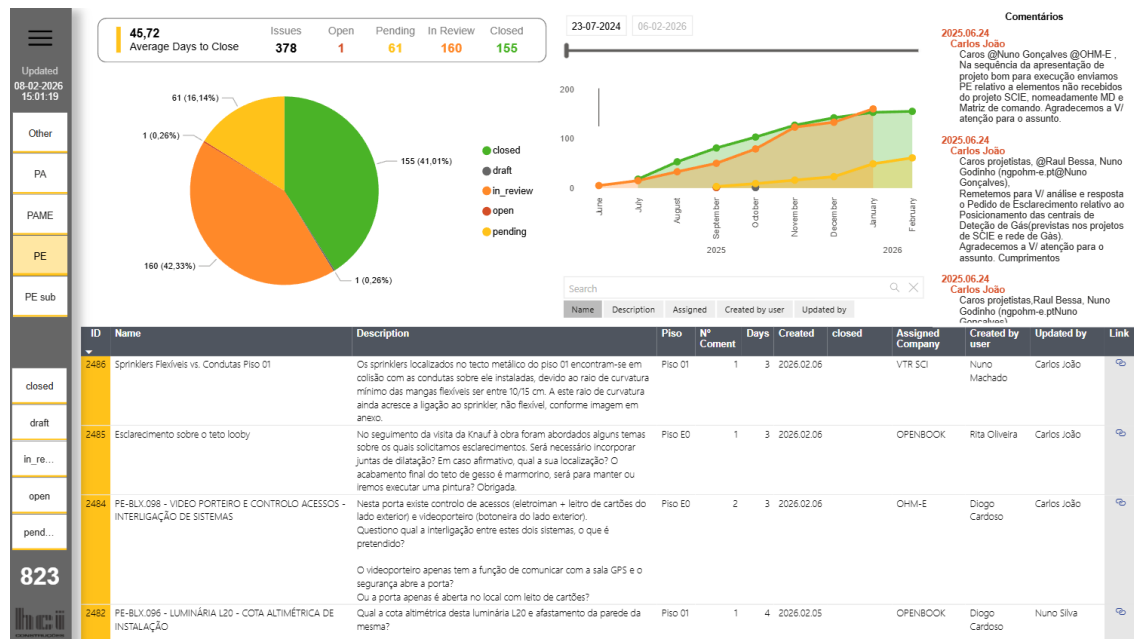 Updated
08-02-2026
15:01:19
Other
PA
PAME
PE
PE sub
closed
draft
in_re...
open
pend...
823
hci
45,72
Average Days to Close
Issues
378
Open
1
Pending
61
In Review
160
Closed
155
61 (16,14%)
1 (0,26%)
155 (41,01%)
160 (42,33%)
1 (0,26%)
closed
draft
in_review
open
pending
23-07-2024
06-02-2026
200
100
0
June
July
August
September
October
November
December
January
February
2025
2026
Search
Name
Description
Assigned
Created by user
Updated by
Comentários
2025.06.24
Carlos João
Caros @Nuno Gonçalves @OHM-E ,
Na sequência da apresentação de
projeto bom para execução enviamos
PE relativo a elementos não recebidos
do projeto SCIE, nomeadamente MD e
Matriz de comando. Agradecemos a V/
atenção para o assunto.
2025.06.24
Carlos João
Caros projetistas, @Raul Bessa, Nuno
Godinho (ngpohm-e.pt@Nuno
Gonçalves),
Remetemos para V/ análise e resposta
o Pedido de Esclarecimento relativo ao
Posicionamento das centrais de
Deteção de Gás(previstas nos projetos
de SCIE e rede de Gás).
Agradecemos a V/ atenção para o
assunto. Cumprimentos
2025.06.24
Carlos João
Caros projetistas,Raul Bessa, Nuno
Godinho (ngpohm-e.ptNuno
Gonçalves)
ID Name Description Piso Nº Coment Days Created closed Assigned Company Created by user Updated by Link
2486 Sprinklers Flexíveis vs. Condutas Piso 01
Os sprinklers localizados no tecto metálico do piso 01 encontram-se em
colisão com as condutas sobre ele instaladas, devido ao raio de curvatura
mínimo das mangas flexíveis ser entre 10/15 cm. A este raio de curvatura
ainda acresce a ligação ao sprinkler, não flexível, conforme imagem em
anexo.
Piso 01 1 3 2026.02.06 VTR SCI Nuno Machado Carlos João
2485 Esclarecimento sobre o teto looby
No seguimento da visita da Knauf à obra foram abordados alguns temas
sobre os quais solicitamos esclarecimentos. Será necessário incorporar
juntas de dilatação? Em caso afirmativo, qual a sua localização? O
acabamento final do teto de gesso é marmorino, será para manter ou
iremos executar uma pintura? Obrigada.
Piso E0 1 3 2026.02.06 OPENBOOK Rita Oliveira Carlos João
2484 PE-BLX.098 - VIDEO PORTEIRO E CONTROLO ACESSOS -
INTERLIGAÇÃO DE SISTEMAS
Nesta porta existe controlo de acessos (eletroiman + leitro de cartões do
lado exterior) e videoporteiro (botoneira do lado exterior).
Questiono qual a interligação entre estes dois sistemas, o que é
pretendido?
O videoporteiro apenas tem a função de comunicar com a sala GPS e o
segurança abre a porta?
Ou a porta apenas é aberta no local com leito de cartões?
Piso E0 2 3 2026.02.06 OHM-E Diogo Cardoso Carlos João
2482 PE-BLX.096 - LUMINÁRIA L20 - COTA ALTIMÉTRICA DE
INSTALAÇÃO
Qual a cota altimétrica desta luminária L20 e afastamento da parede da
mesma?
Piso 01 1 4 2026.02.05 OPENBOOK Diogo Cardoso Nuno Silva